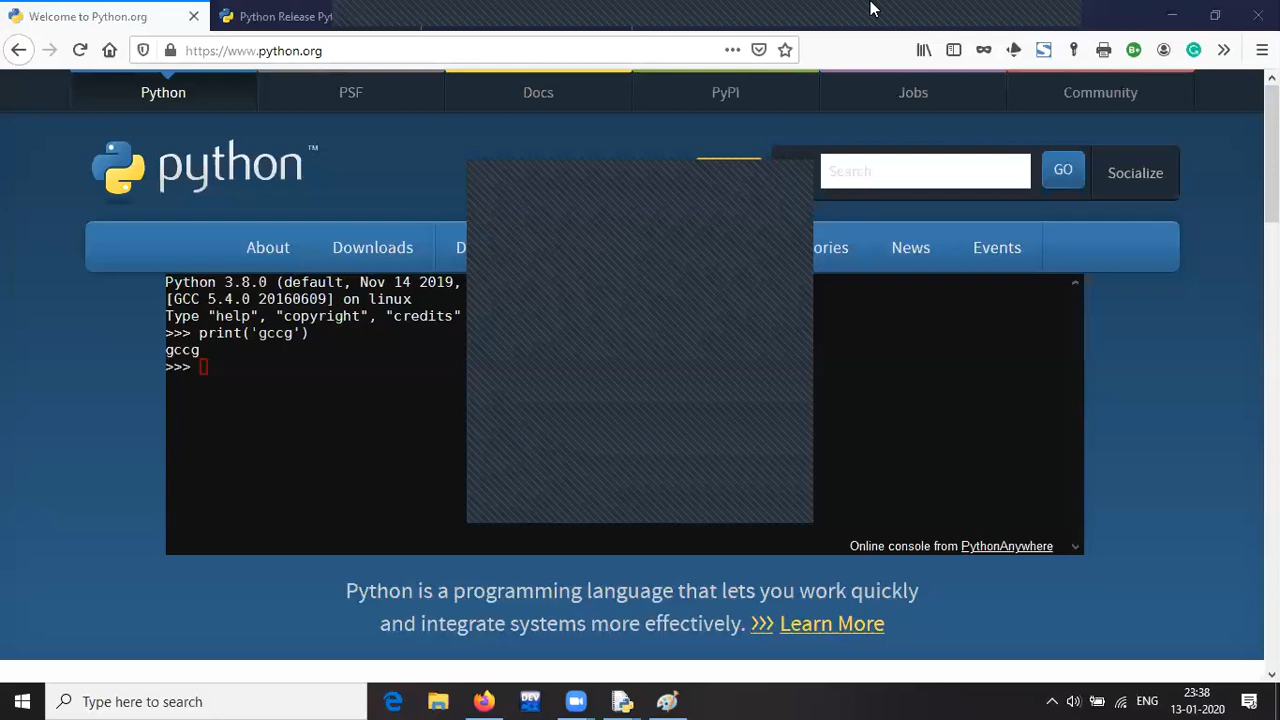 Welcome to Python.org
Python Release
https://www.python.org
Python PSF Docs PyPI Jobs Community
python™
Search GO Socialize
About Downloads News Events
Python 3.8.0 (default, Nov 14 2019,
[GCC 5.4.0 20160609] on linux
Type "help", "copyright", "credits"
>>> print('gccg')
gccg
>>>
Online console from PythonAnywhere
Python is a programming language that lets you work quickly
and integrate systems more effectively. >>> Learn More
Type here to search DEV ENG 23:38
13-01-2020